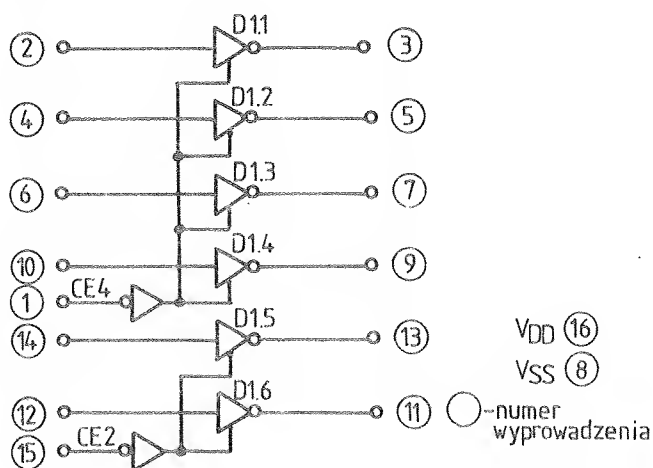 D1.1
2
3
D1.2
4
5
D1.3
6
7
D1.4
10
9
CE4
1
D1.5
14
13
VDD 16
VSS 8
D1.6
12
11
-numer
wyprowadzenia
CE2
15